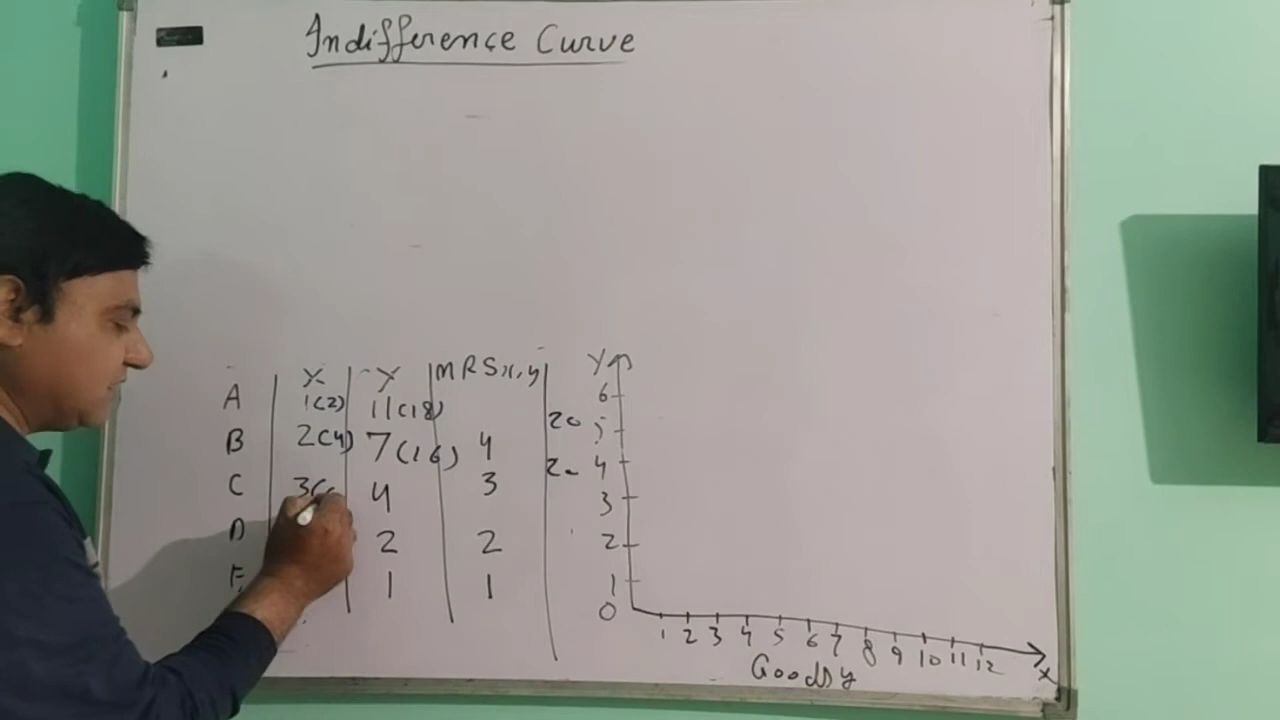 Indifference Curve
X Y MRSx,y
A 1(2) 11(18)
B 2(4) 7(16) 4 20
C 3( 4 3 2
D 2 2
E 1 1
Y
6
5
4
3
2
1
0
1 2 3 4 5 6 7 8 9 10 11 12 X
Goods y